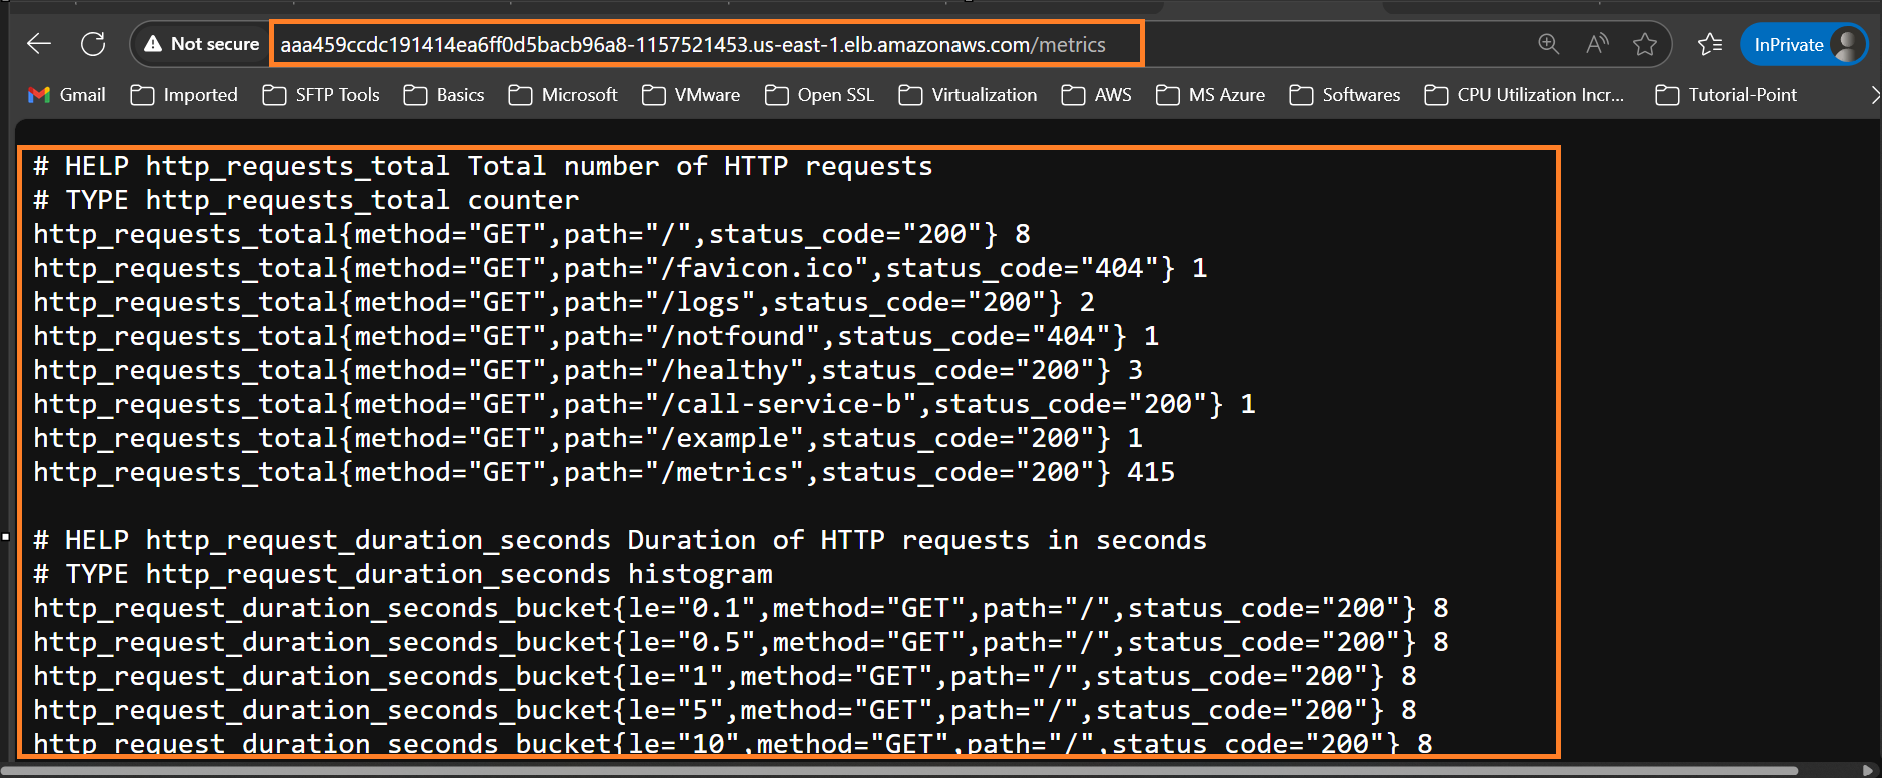 Not secure aaa459ccdc191414ea6ff0d5bacb96a8-1157521453.us-east-1.elb.amazonaws.com/metrics InPrivate
Gmail Imported SFTP Tools Basics Microsoft VMware Open SSL Virtualization AWS MS Azure Softwares CPU Utilization Incr... Tutorial-Point
# HELP http_requests_total Total number of HTTP requests
# TYPE http_requests_total counter
http_requests_total{method="GET",path="/",status_code="200"} 8
http_requests_total{method="GET",path="/favicon.ico",status_code="404"} 1
http_requests_total{method="GET",path="/logs",status_code="200"} 2
http_requests_total{method="GET",path="/notfound",status_code="404"} 1
http_requests_total{method="GET",path="/healthy",status_code="200"} 3
http_requests_total{method="GET",path="/call-service-b",status_code="200"} 1
http_requests_total{method="GET",path="/example",status_code="200"} 1
http_requests_total{method="GET",path="/metrics",status_code="200"} 415
# HELP http_request_duration_seconds Duration of HTTP requests in seconds
# TYPE http_request_duration_seconds histogram
http_request_duration_seconds_bucket{le="0.1",method="GET",path="/",status_code="200"} 8
http_request_duration_seconds_bucket{le="0.5",method="GET",path="/",status_code="200"} 8
http_request_duration_seconds_bucket{le="1",method="GET",path="/",status_code="200"} 8
http_request_duration_seconds_bucket{le="5",method="GET",path="/",status_code="200"} 8
http_request_duration_seconds_bucket{le="10",method="GET",path="/",status_code="200"} 8